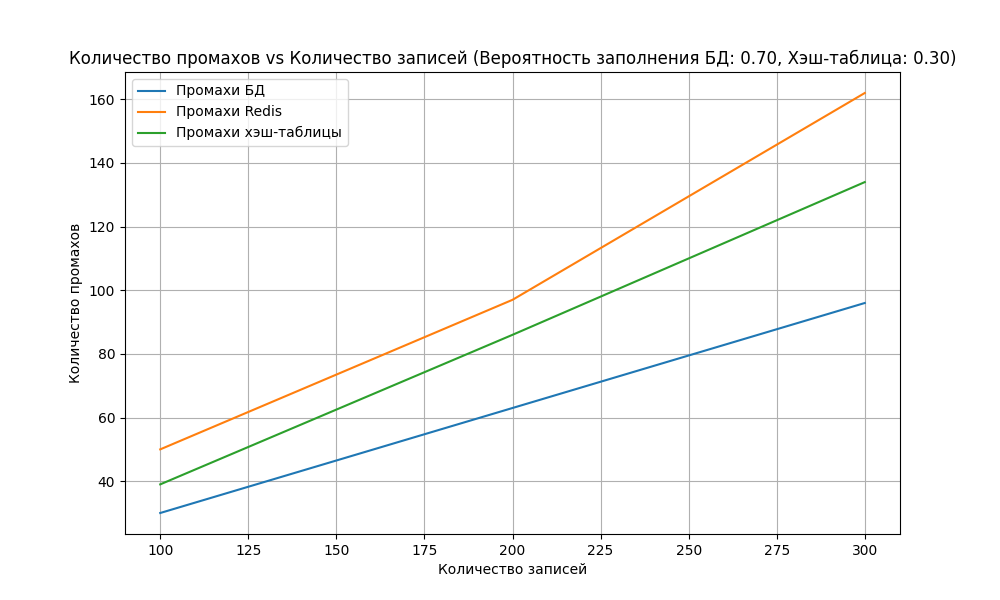 Количество промахов vs Количество записей (Вероятность заполнения БД: 0.70, Хэш-таблица: 0.30)
Промахи БД
Промахи Redis
Промахи хэш-таблицы
160
140
120
100
80
60
40
Количество промахов
100 125 150 175 200 225 250 275 300
Количество записей